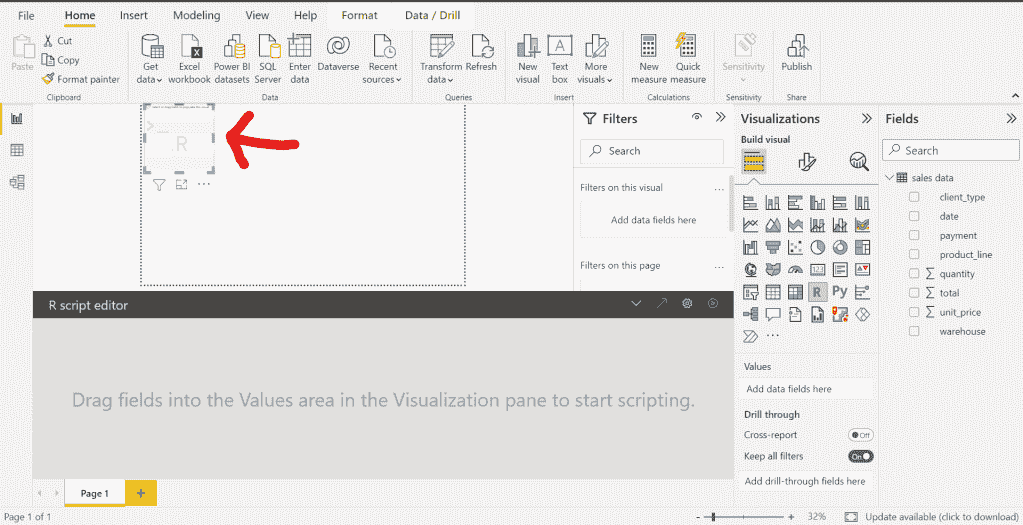 File Home Insert Modeling View Help Format Data / Drill
Paste
Cut
Copy
Format painter
Clipboard
Get data
Excel workbook
Power BI datasets
SQL Server
Enter data
Dataverse
Recent sources
Data
Transform data
Refresh
Queries
New visual
Text box
More visuals
Insert
New measure
Quick measure
Calculations
Sensitivity
Sensitivity
Publish
Share
R
Filters
Search
Filters on this visual ...
Add data fields here
Filters on this page ...
Visualizations
Build visual
123
R Py
...
Values
Add data fields here
Drill through
Cross-report Off
Keep all filters On
Add drill-through fields here
Fields
Search
sales data
client_type
date
payment
product_line
∑ quantity
∑ total
∑ unit_price
warehouse
R script editor
Drag fields into the Values area in the Visualization pane to start scripting.
Page 1 +
Page 1 of 1
- + 32% Update available (click to download)